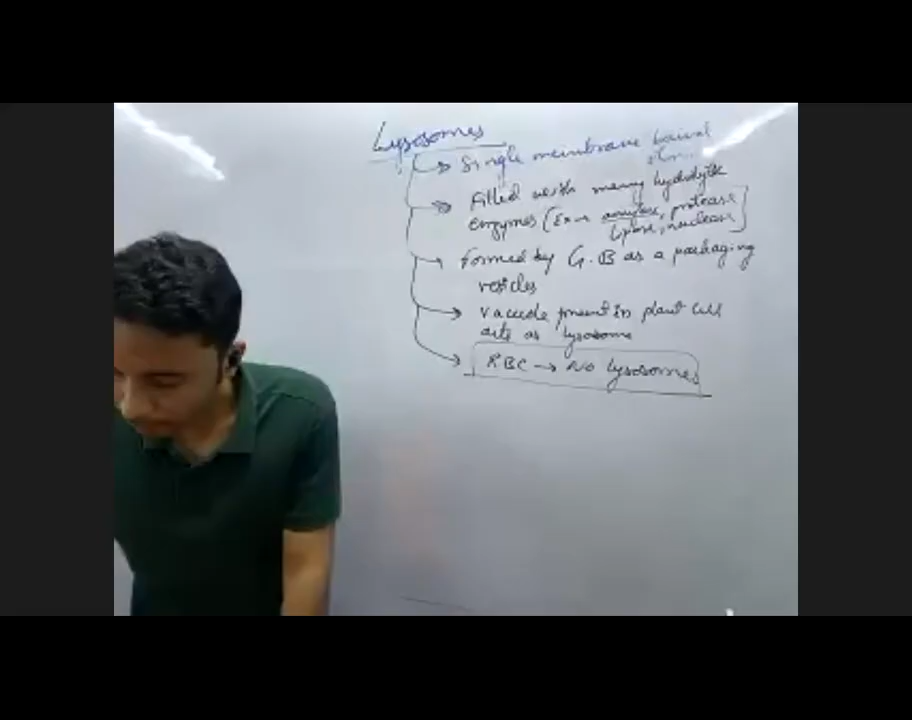 Lysosomes
Single membrane
Filled with many hydrolytic
enzymes (Ex → amylase, protease
lipase, nuclease)
Formed by G.B as a packaging
vesicles
Vacuole present in plant cell
acts as lysosome
RBC → No lysosomes